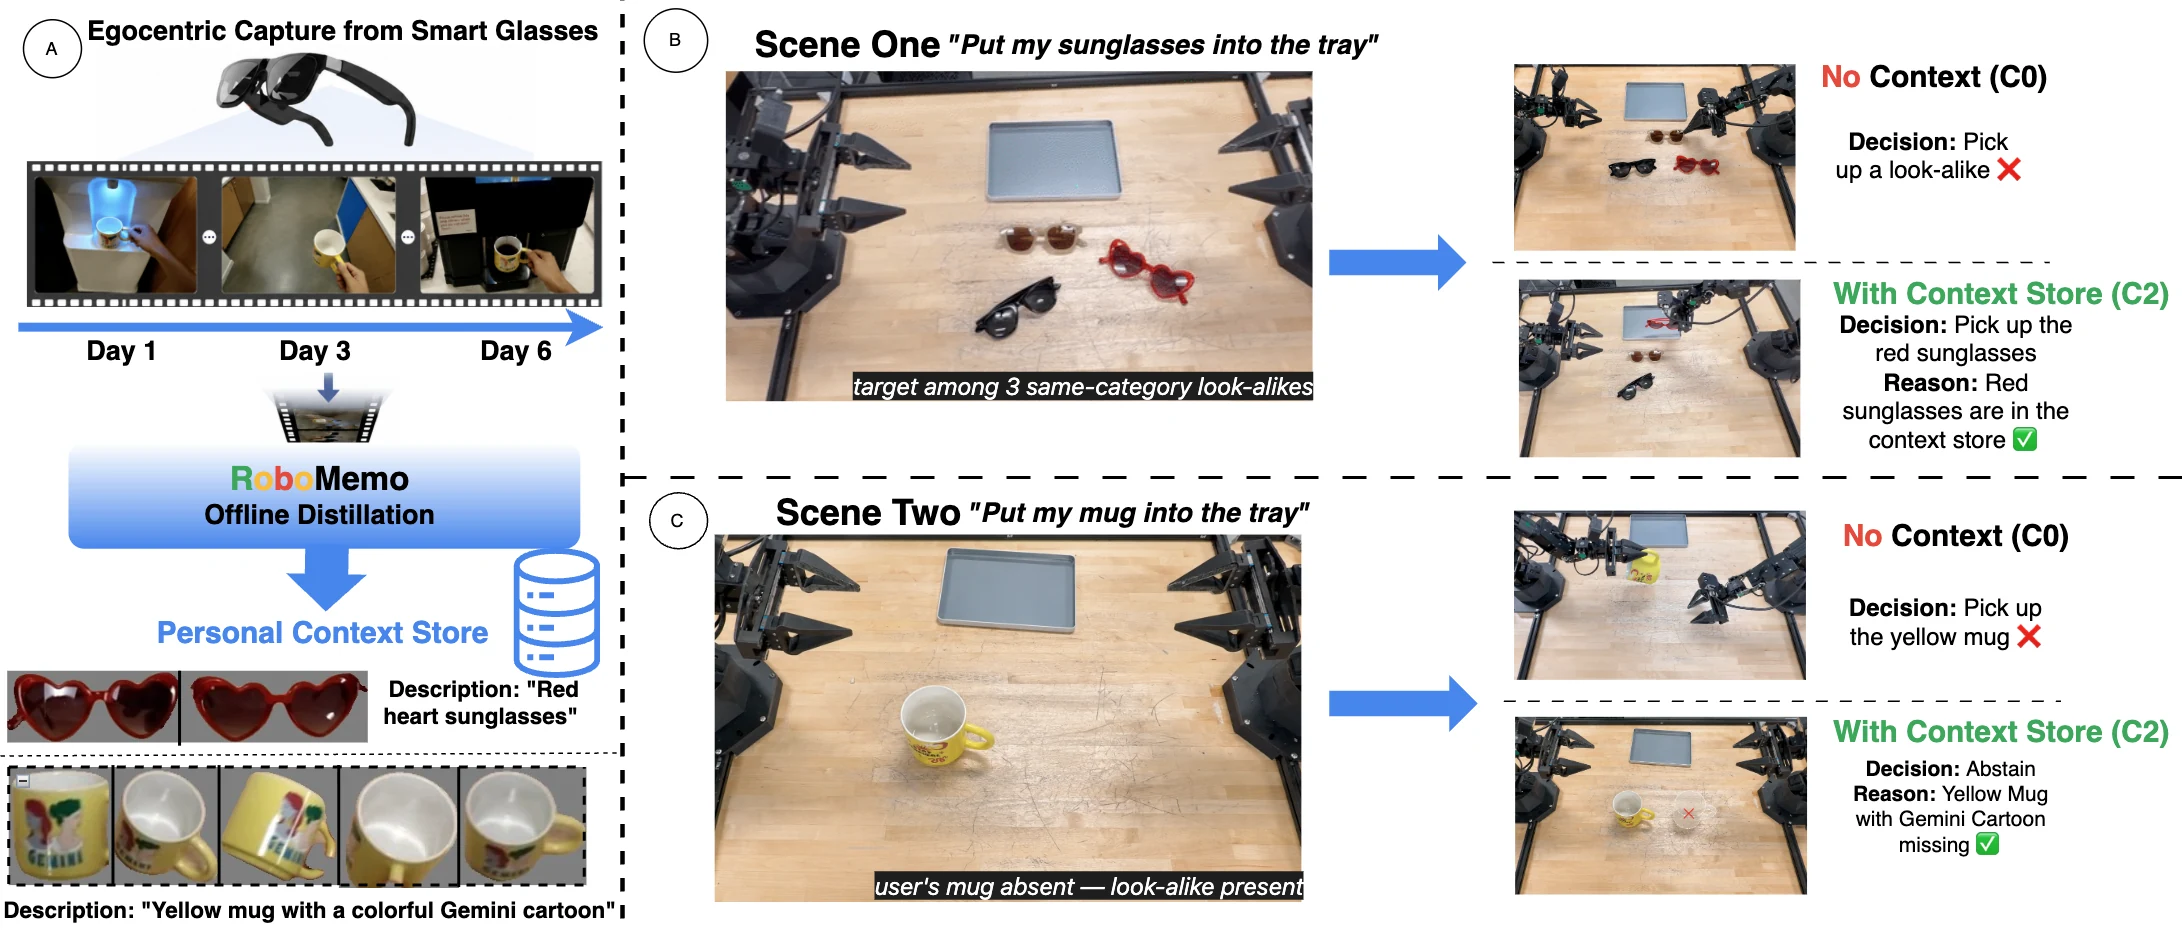 A
Egocentric Capture from Smart Glasses
Day 1
Day 3
Day 6
RoboMemo
Offline Distillation
Personal Context Store
Description: "Red
heart sunglasses"
GEMINI
GEMINI
Description: "Yellow mug with a colorful Gemini cartoon"
B
Scene One "Put my sunglasses into the tray"
target among 3 same-category look-alikes
No Context (C0)
Decision: Pick
up a look-alike ❌
With Context Store (C2)
Decision: Pick up the
red sunglasses
Reason: Red
sunglasses are in the
context store ✅
C
Scene Two "Put my mug into the tray"
user's mug absent — look-alike present
No Context (C0)
Decision: Pick up
the yellow mug ❌
With Context Store (C2)
Decision: Abstain
Reason: Yellow Mug
with Gemini Cartoon
missing ✅